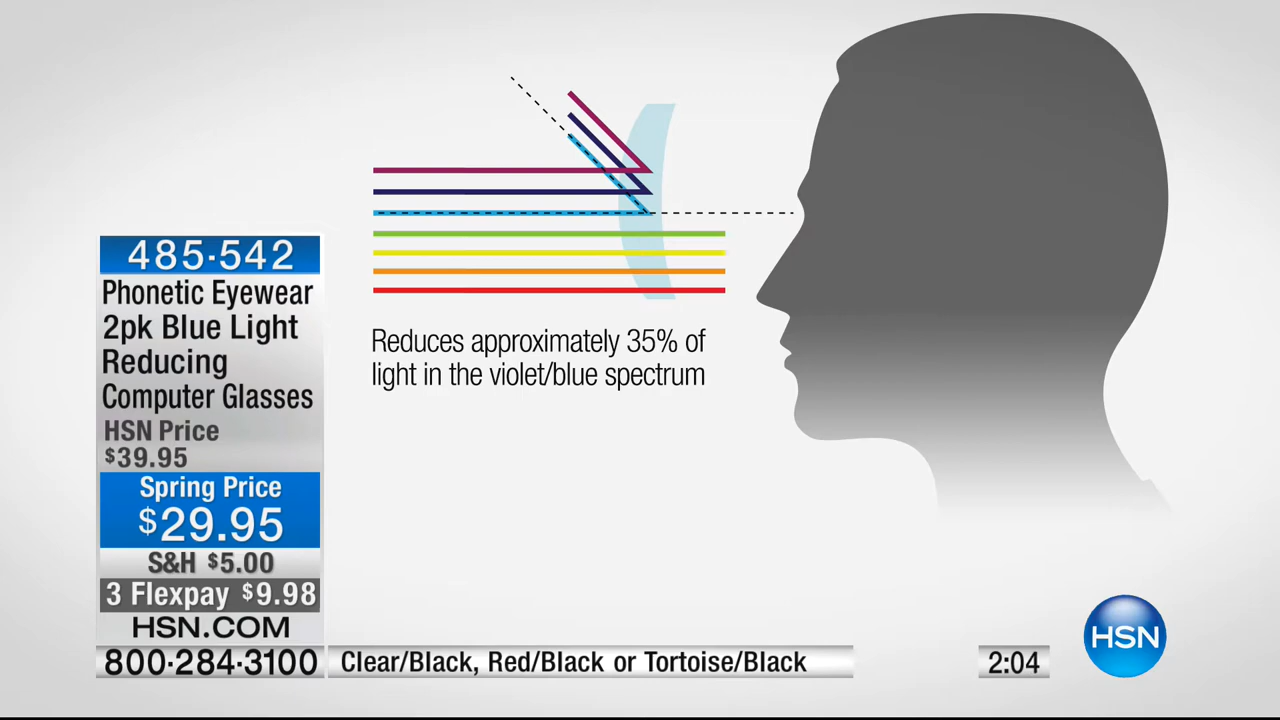 485·542
Phonetic Eyewear
2pk Blue Light
Reducing
Computer Glasses
HSN Price
$39.95
Spring Price
$29.95
S&H $5.00
3 Flexpay $9.98
HSN.COM
800·284·3100
Reduces approximately 35% of
light in the violet/blue spectrum
Clear/Black, Red/Black or Tortoise/Black
2:04
HSN